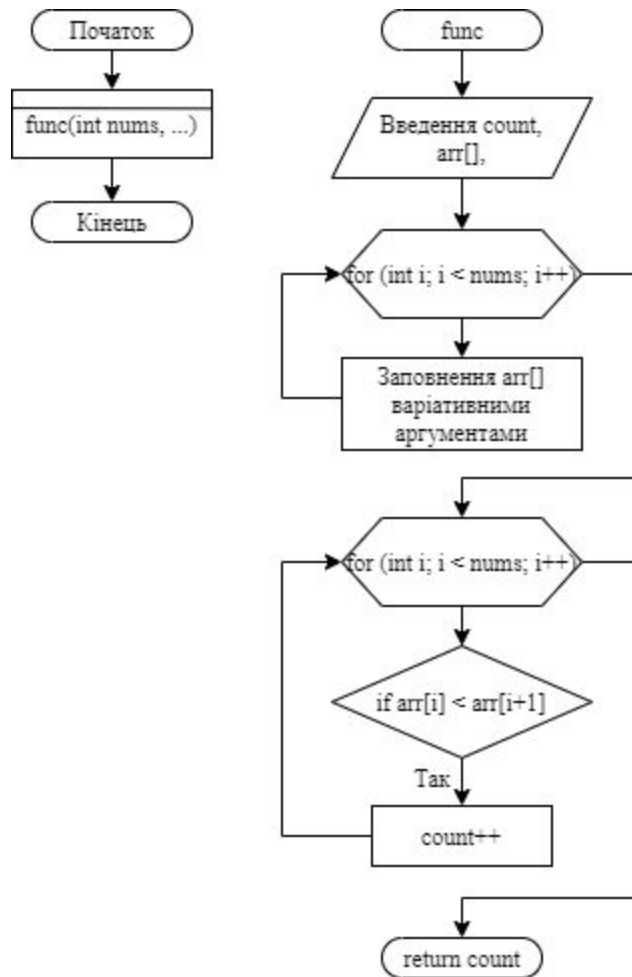 Початок
func(int nums, ...)
Кінець
func
Введення count,
arr[],
for (int i; i < nums; i++)
Заповнення arr[]
варіативними
аргументами
for (int i; i < nums; i++)
if arr[i] < arr[i+1]
Так
count++
return count